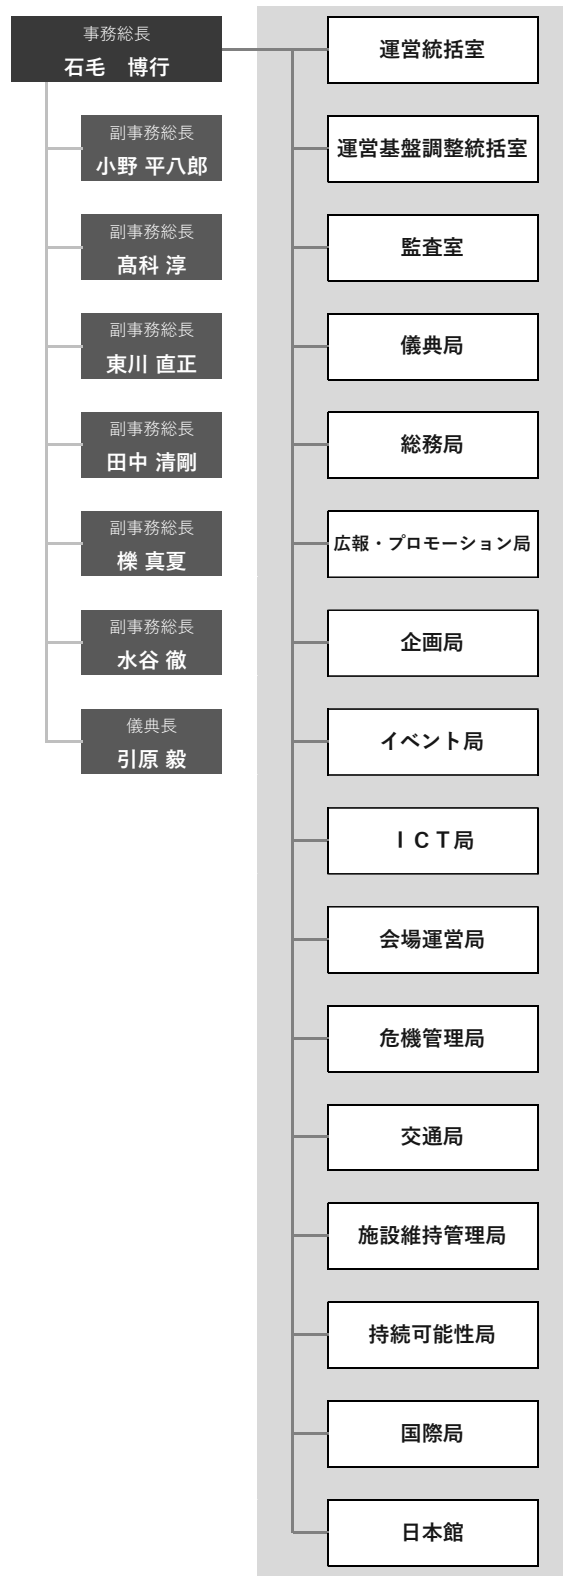 事務総長
石毛　博行
副事務総長
小野 平八郎
副事務総長
髙科 淳
副事務総長
東川 直正
副事務総長
田中 清剛
副事務総長
櫟 真夏
副事務総長
水谷 徹
儀典長
引原 毅
運営統括室
運営基盤調整統括室
監査室
儀典局
総務局
広報・プロモーション局
企画局
イベント局
ＩＣＴ局
会場運営局
危機管理局
交通局
施設維持管理局
持続可能性局
国際局
日本館